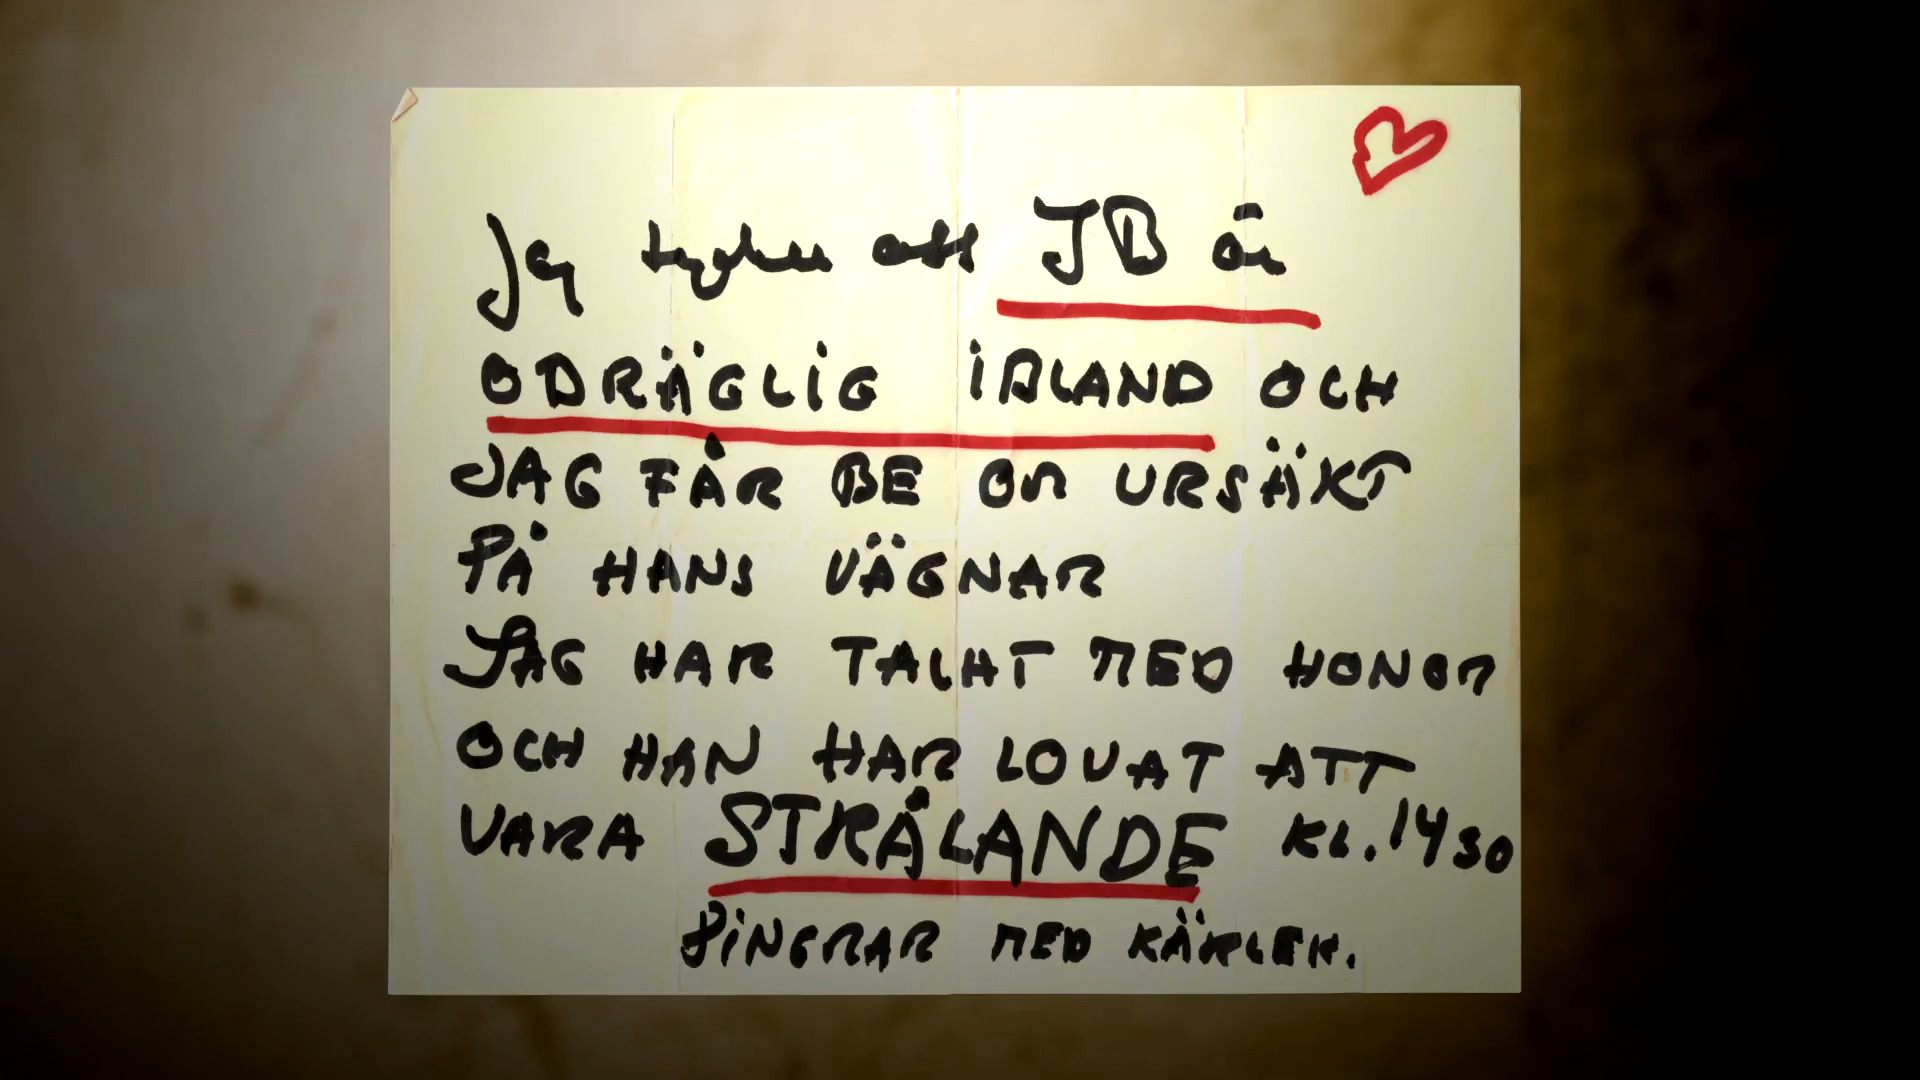 Jag tycker att JB är
ODRÄGLIG IBLAND OCH
JAG FÅR BE OM URSÄKT
PÅ HANS VÄGNAR
JAG HAR TALAT MED HONOM
OCH HAN HAR LOVAT ATT
VARA STRÅLANDE KL. 1430
PINGRAR MED KÄRLEK.